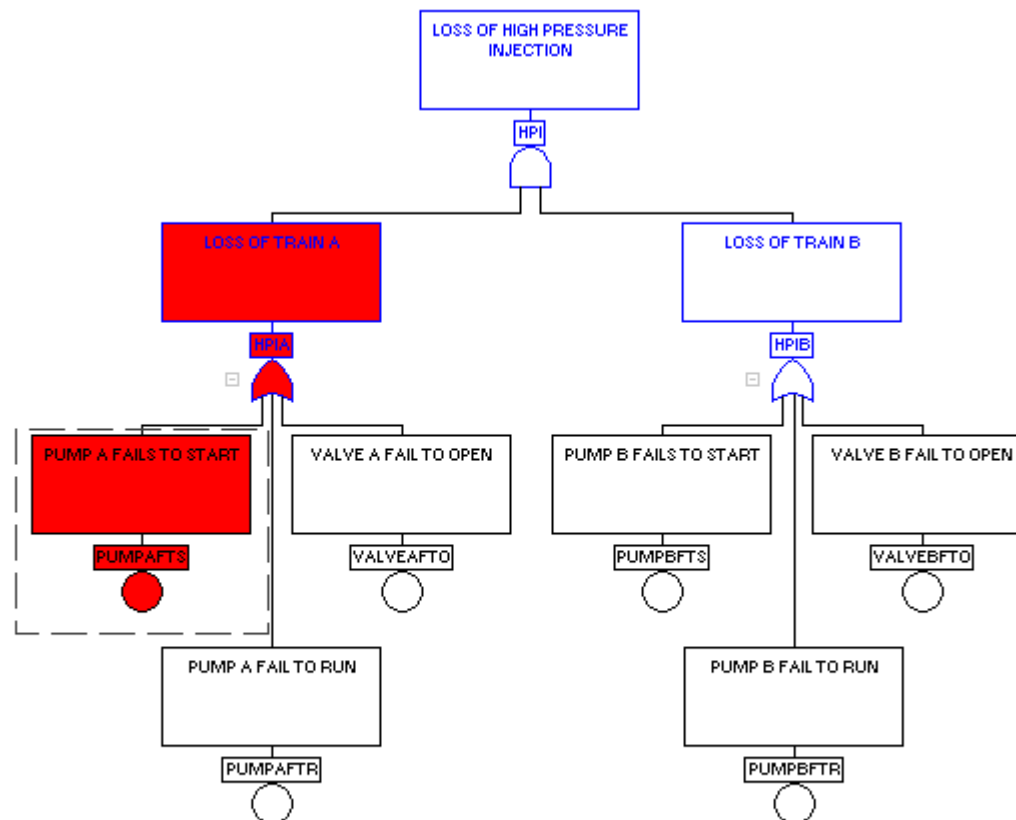 LOSS OF HIGH PRESSURE
INJECTION
HPI
LOSS OF TRAIN A
LOSS OF TRAIN B
HPIA
HPIB
PUMP A FAILS TO START
VALVE A FAIL TO OPEN
PUMP B FAILS TO START
VALVE B FAIL TO OPEN
PUMPAFTS
VALVEAFTO
PUMPBFTS
VALVEBFTO
PUMP A FAIL TO RUN
PUMP B FAIL TO RUN
PUMPAFTR
PUMPBFTR